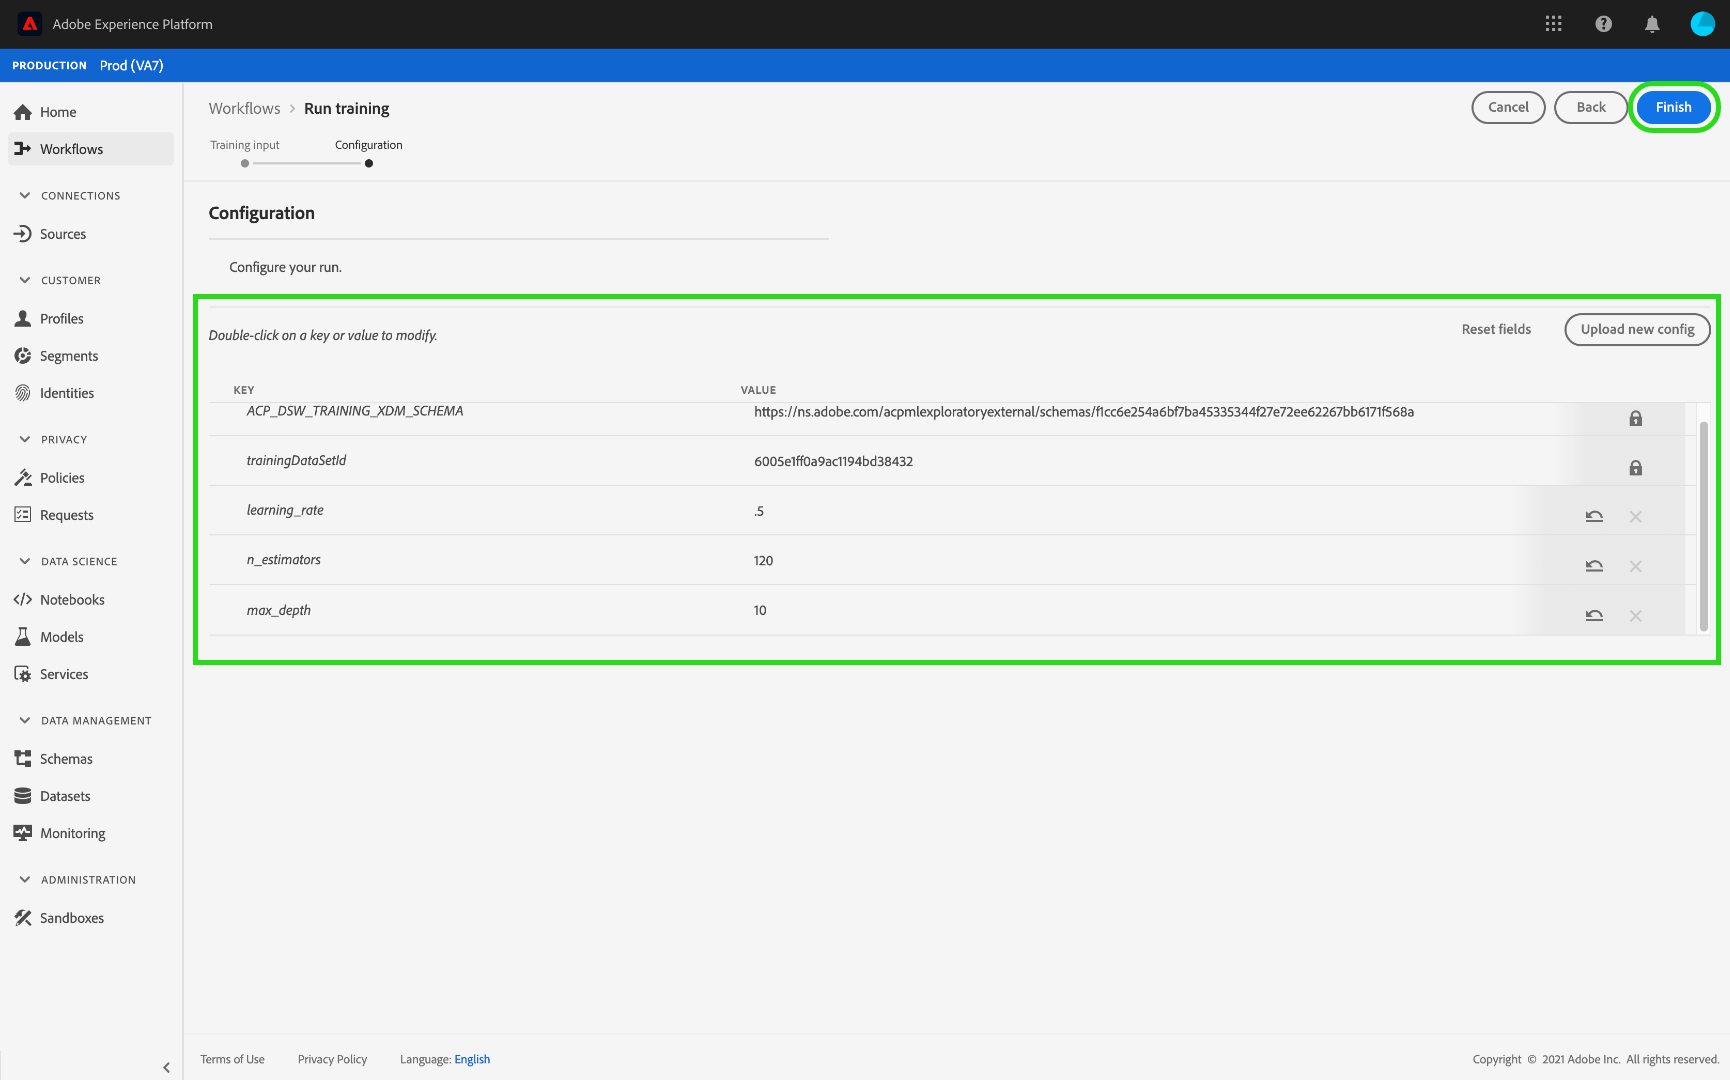 Adobe Experience Platform
PRODUCTION Prod (VA7)
Home
Workflows
CONNECTIONS
Sources
CUSTOMER
Profiles
Segments
Identities
PRIVACY
Policies
Requests
DATA SCIENCE
Notebooks
Models
Services
DATA MANAGEMENT
Schemas
Datasets
Monitoring
ADMINISTRATION
Sandboxes
Workflows > Run training
Cancel Back Finish
Training input Configuration
Configuration
Configure your run.
Double-click on a key or value to modify.
Reset fields Upload new config
KEY VALUE
ACP_DSW_TRAINING_XDM_SCHEMA https://ns.adobe.com/acpmlexploratoryexternal/schemas/f1cc6e254a6bf7ba45335344f27e72ee62267bb6171f568a
trainingDataSetId 6005e1ff0a9ac1194bd38432
learning_rate .5
n_estimators 120
max_depth 10
Terms of Use Privacy Policy Language: English Copyright © 2021 Adobe Inc. All rights reserved.